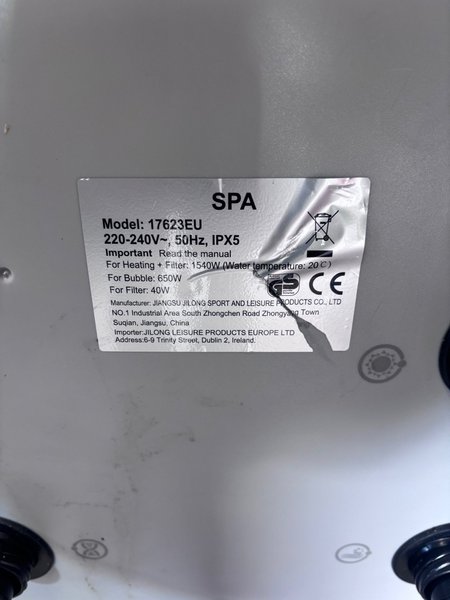 SPA
Model: 17623EU
220-240V~, 50Hz, IPX5
Important Read the manual
For Heating + Filter: 1540W (Water temperature: 20℃)
For Bubble: 650W
For Filter: 40W
GS CE
Manufacturer: JIANGSU JILONG SPORT AND LEISURE PRODUCTS CO., LTD
NO.1 Industrial Area South Zhongchen Road Zhongyang Town
Suqian, Jiangsu, China
Importer:JILONG LEISURE PRODUCTS EUROPE LTD
Address:6-9 Trinity Street, Dublin 2, Ireland.